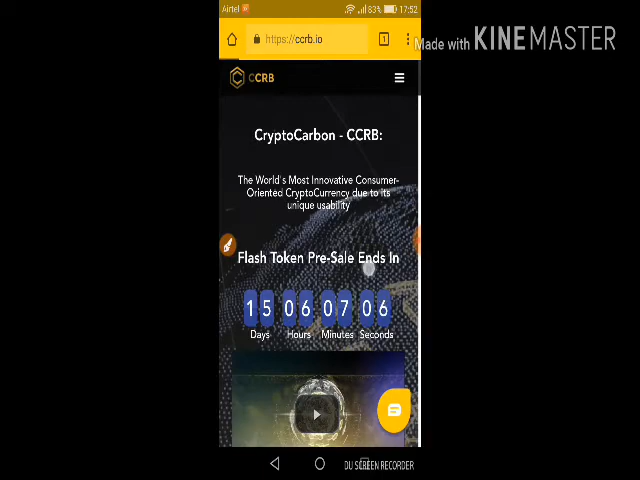 Airtel 83% 17:52
https://ccrb.io 1
Made with KINEMASTER
CCRB
CryptoCarbon - CCRB:
The World's Most Innovative Consumer-
Oriented CryptoCurrency due to its
unique usability
Flash Token Pre-Sale Ends In
15 06 07 06
Days Hours Minutes Seconds
DU SCREEN RECORDER